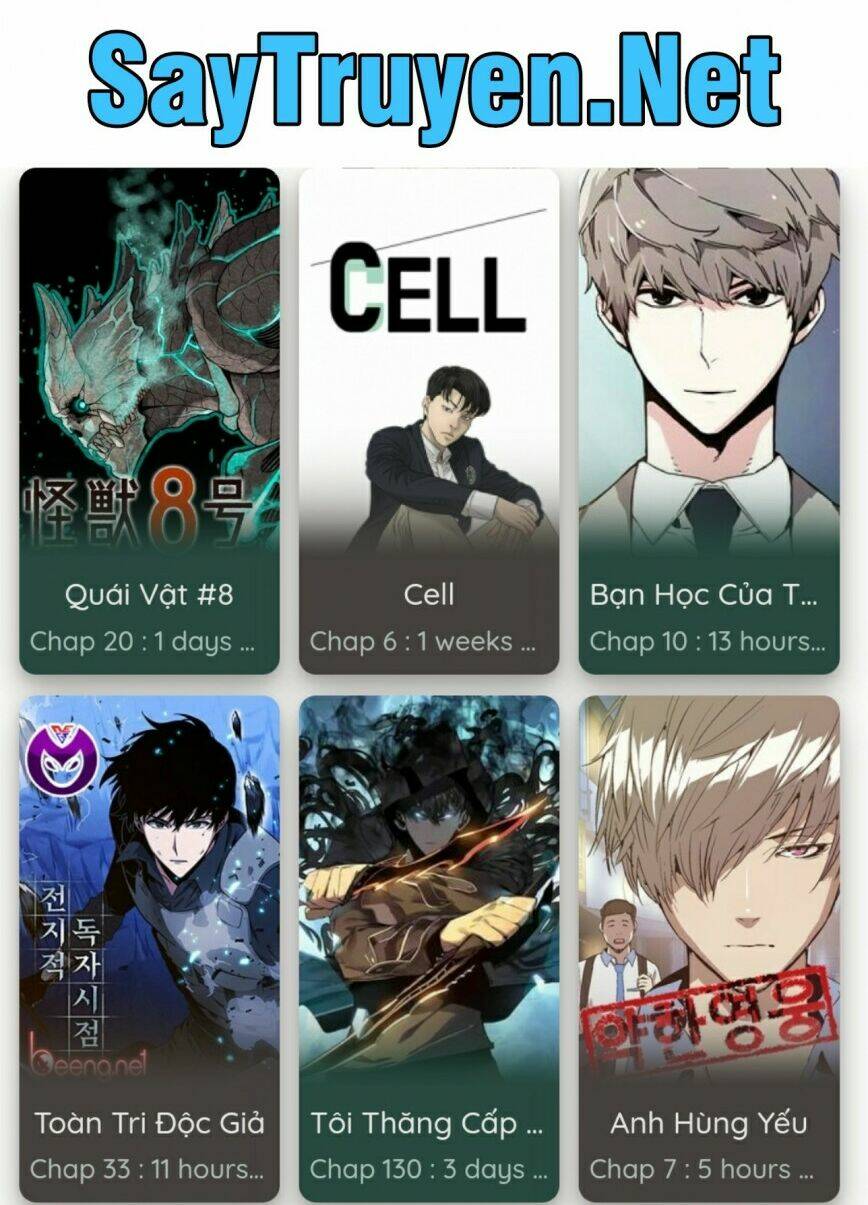 SayTruyen.Net
怪獣8号
CELL
Quái Vật #8
Cell
Bạn Học Của T...
Chap 20 : 1 days ...
Chap 6 : 1 weeks ...
Chap 10 : 13 hours...
전지적
독자시점
beeng.net
약한영웅
Toàn Tri Độc Giả
Tôi Thăng Cấp ...
Anh Hùng Yếu
Chap 33 : 11 hours...
Chap 130 : 3 days ...
Chap 7 : 5 hours ...